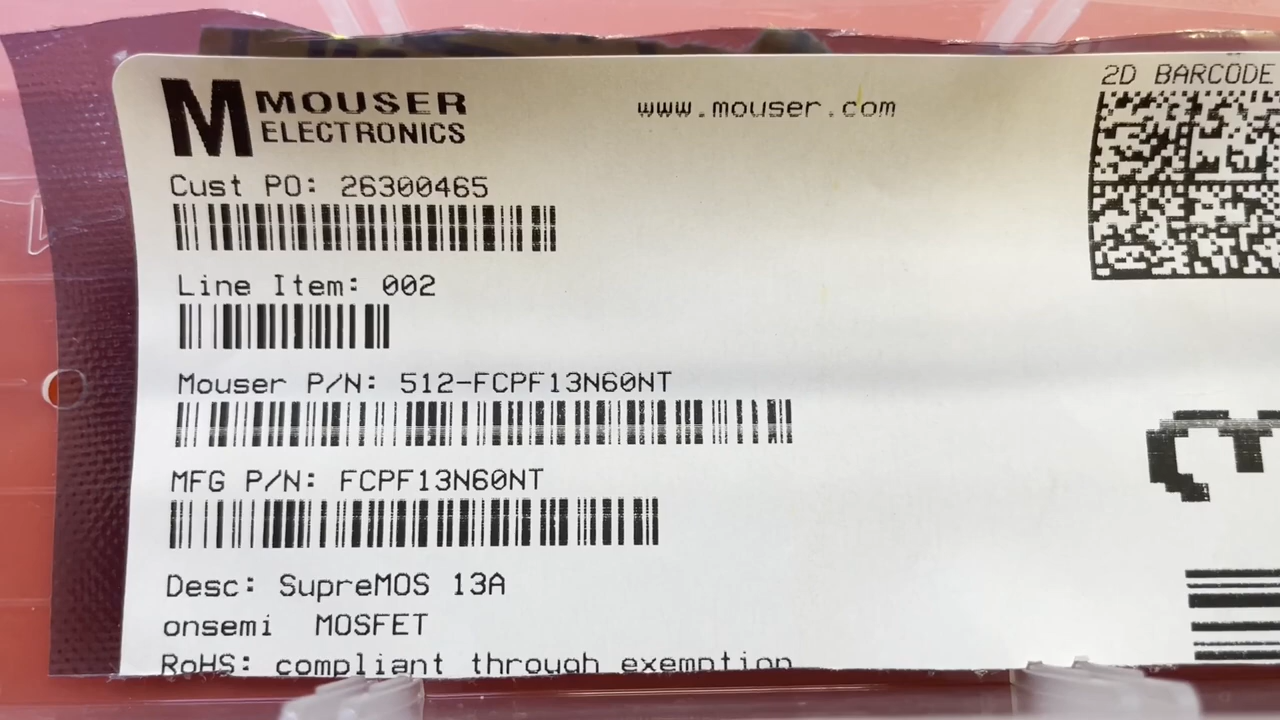 MOUSER
ELECTRONICS
www.mouser.com
2D BARCODE
Cust PO: 26300465
Line Item: 002
Mouser P/N: 512-FCPF13N60NT
MFG P/N: FCPF13N60NT
Desc: SupreMOS 13A
onsemi MOSFET
RoHS: compliant through exemption